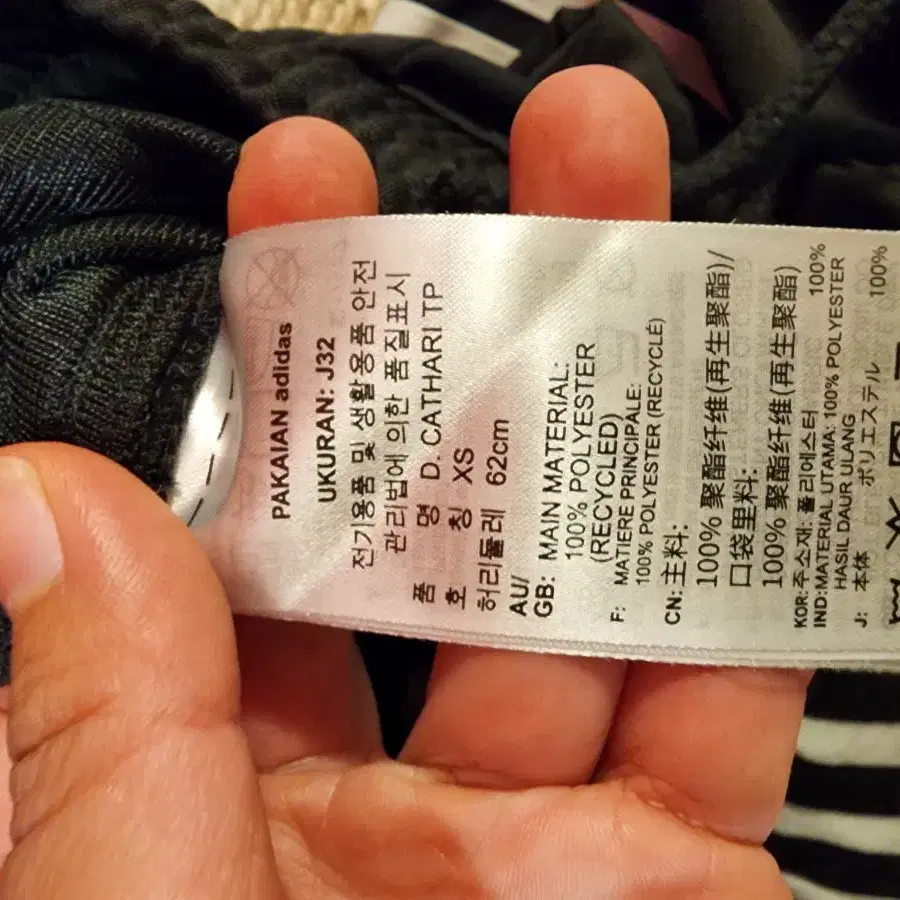 PAKAIAN adidas
UKURAN: J32
전기용품 및 생활용품 안전
관리법에 의한 품질표시
품 명 D. CATHARI TP
호 칭 XS
허리둘레 62cm
AU/
GB: MAIN MATERIAL:
100% POLYESTER
(RECYCLED)
F: MATIERE PRINCIPALE:
100% POLYESTER (RECYCLÉ)
CN: 主料:
100% 聚酯纤维(再生聚酯)/
口袋里料:
100% 聚酯纤维(再生聚酯)
KOR: 주소재: 폴리에스터 100%
IND: MATERIAL UTAMA: 100% POLYESTER
HASIL DAUR ULANG
J: 本体 ポリエステル 100%